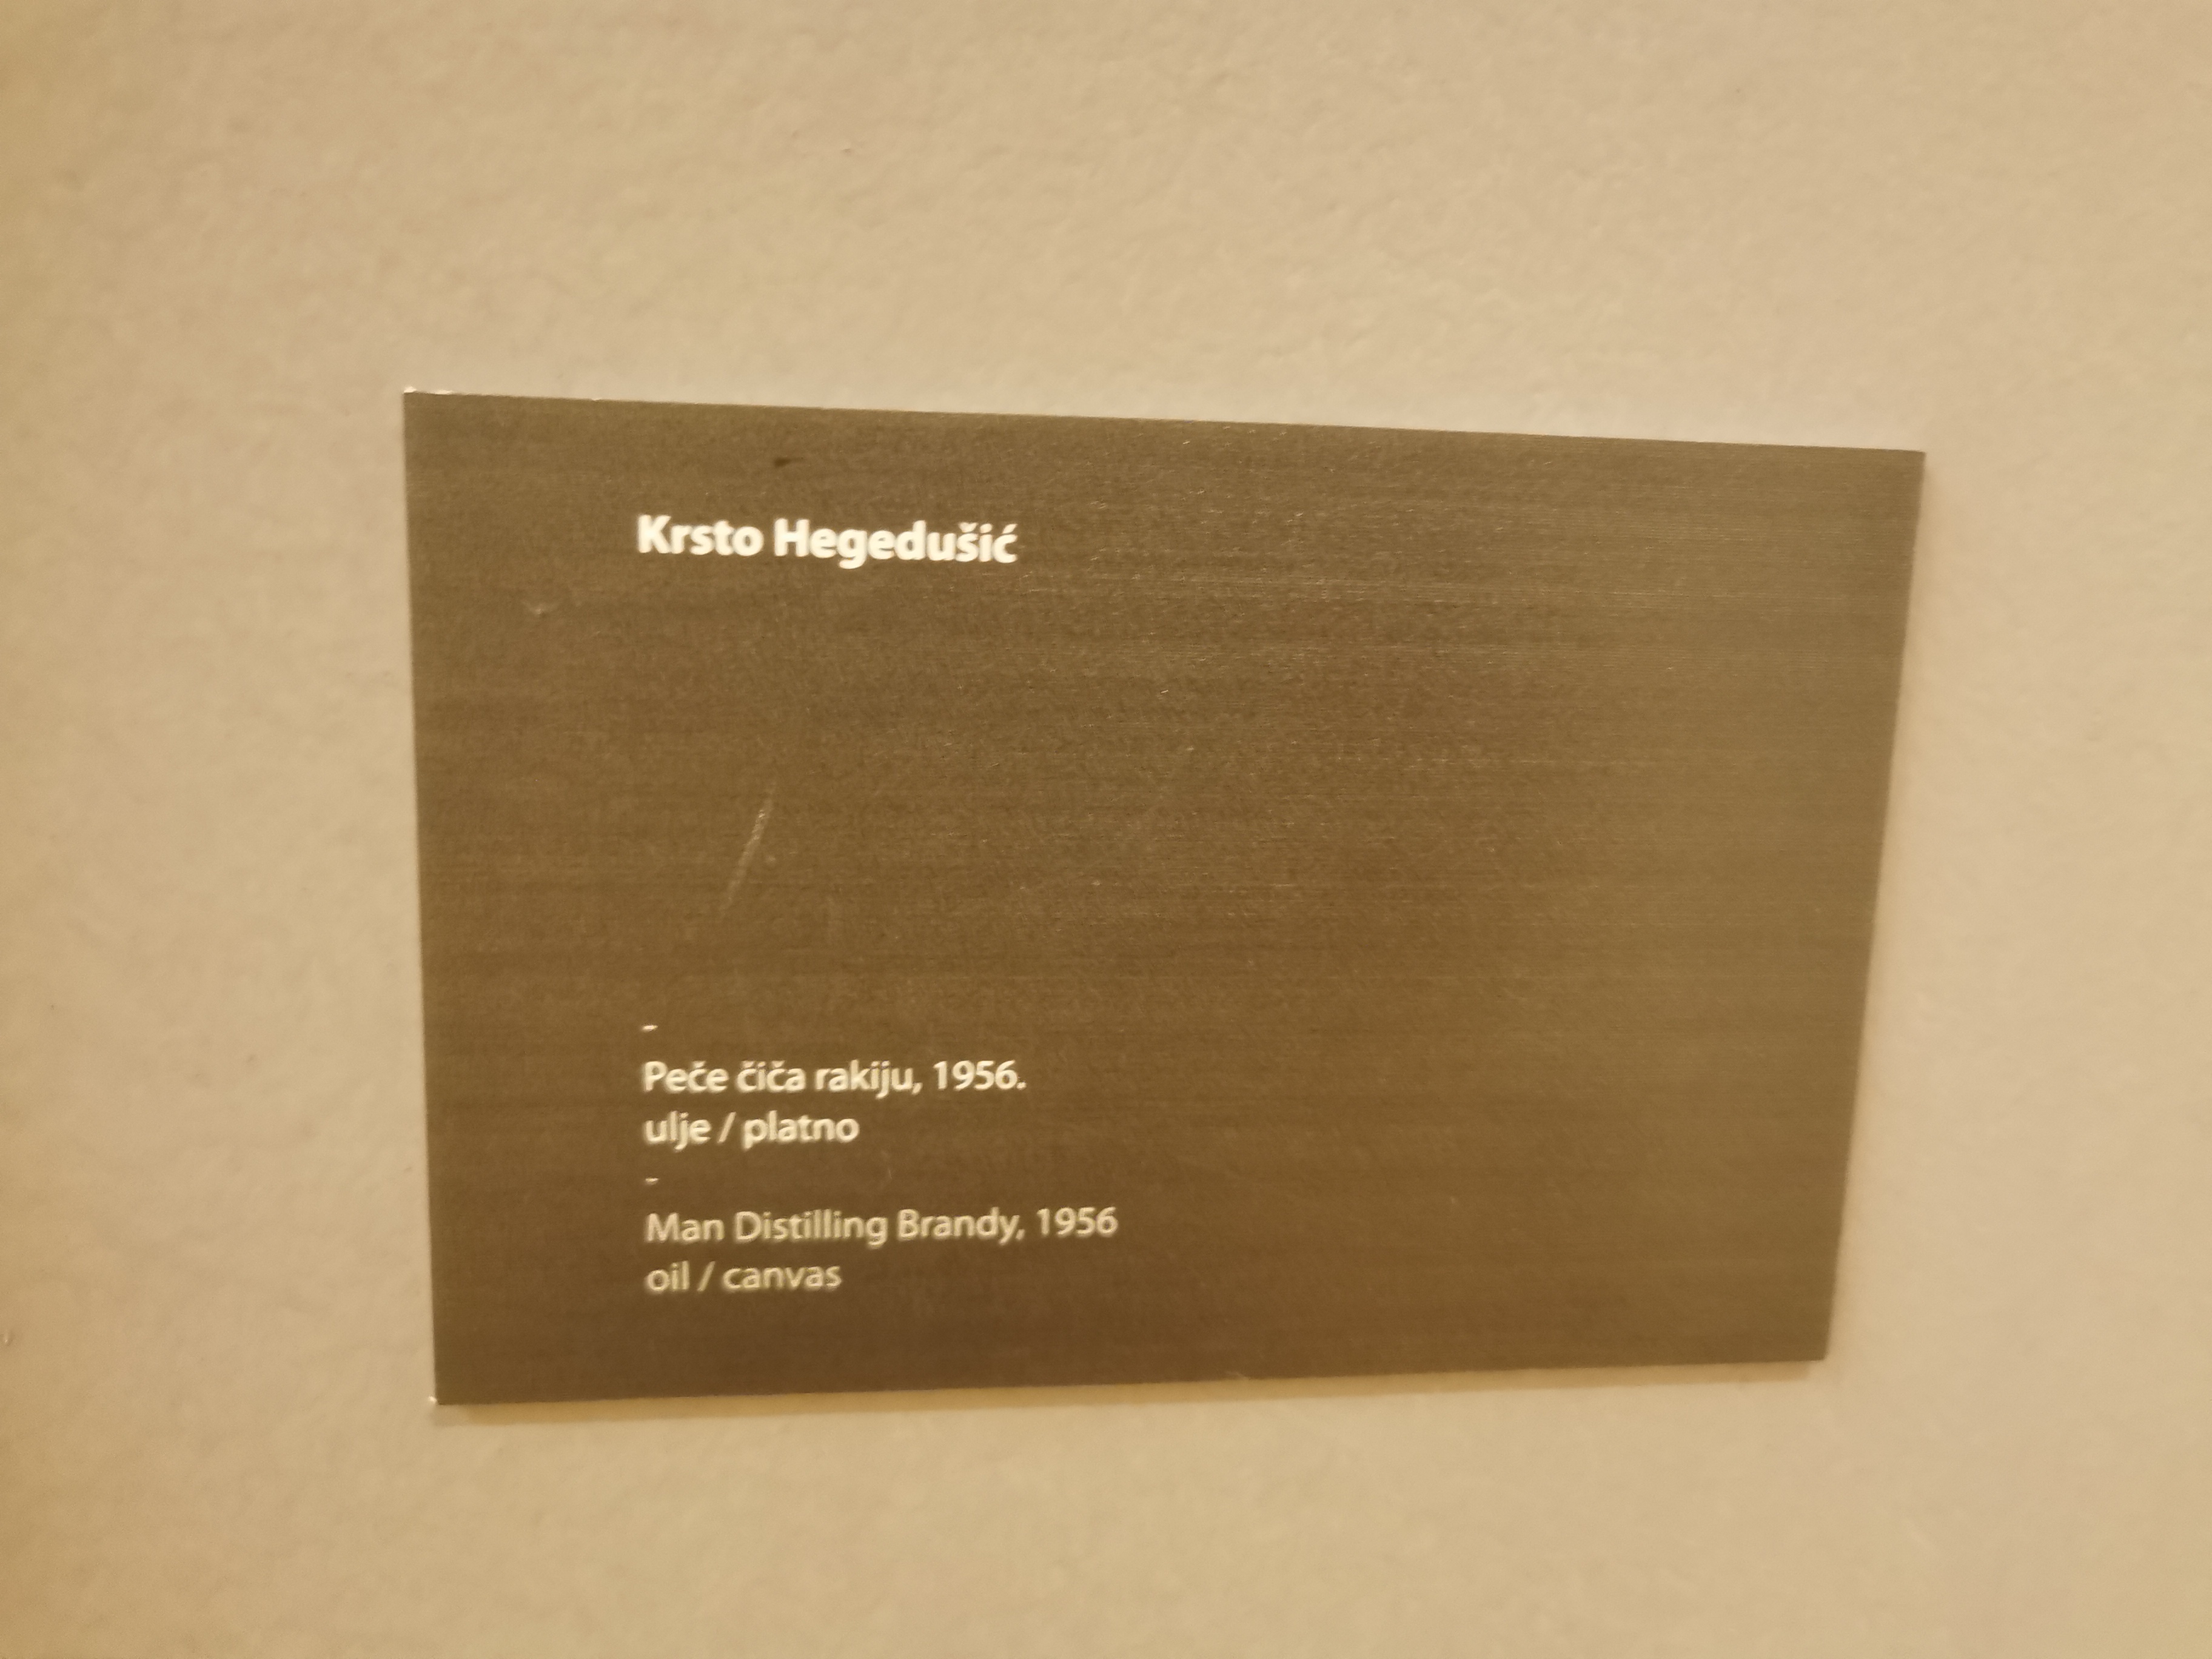 Krsto Hegedušić
-
Peče čiča rakiju, 1956.
ulje / platno
-
Man Distilling Brandy, 1956
oil / canvas